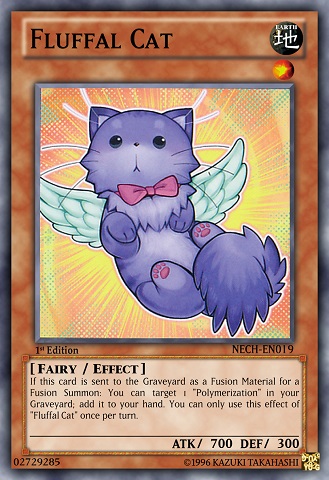 FLUFFAL CAT
EARTH
地
1st Edition
NECH-EN019
[FAIRY / EFFECT]
If this card is sent to the Graveyard as a Fusion Material for a
Fusion Summon: You can target 1 "Polymerization" in your
Graveyard; add it to your hand. You can only use this effect of
"Fluffal Cat" once per turn.
ATK/ 700 DEF/ 300
02729285
©1996 KAZUKI TAKAHASHI